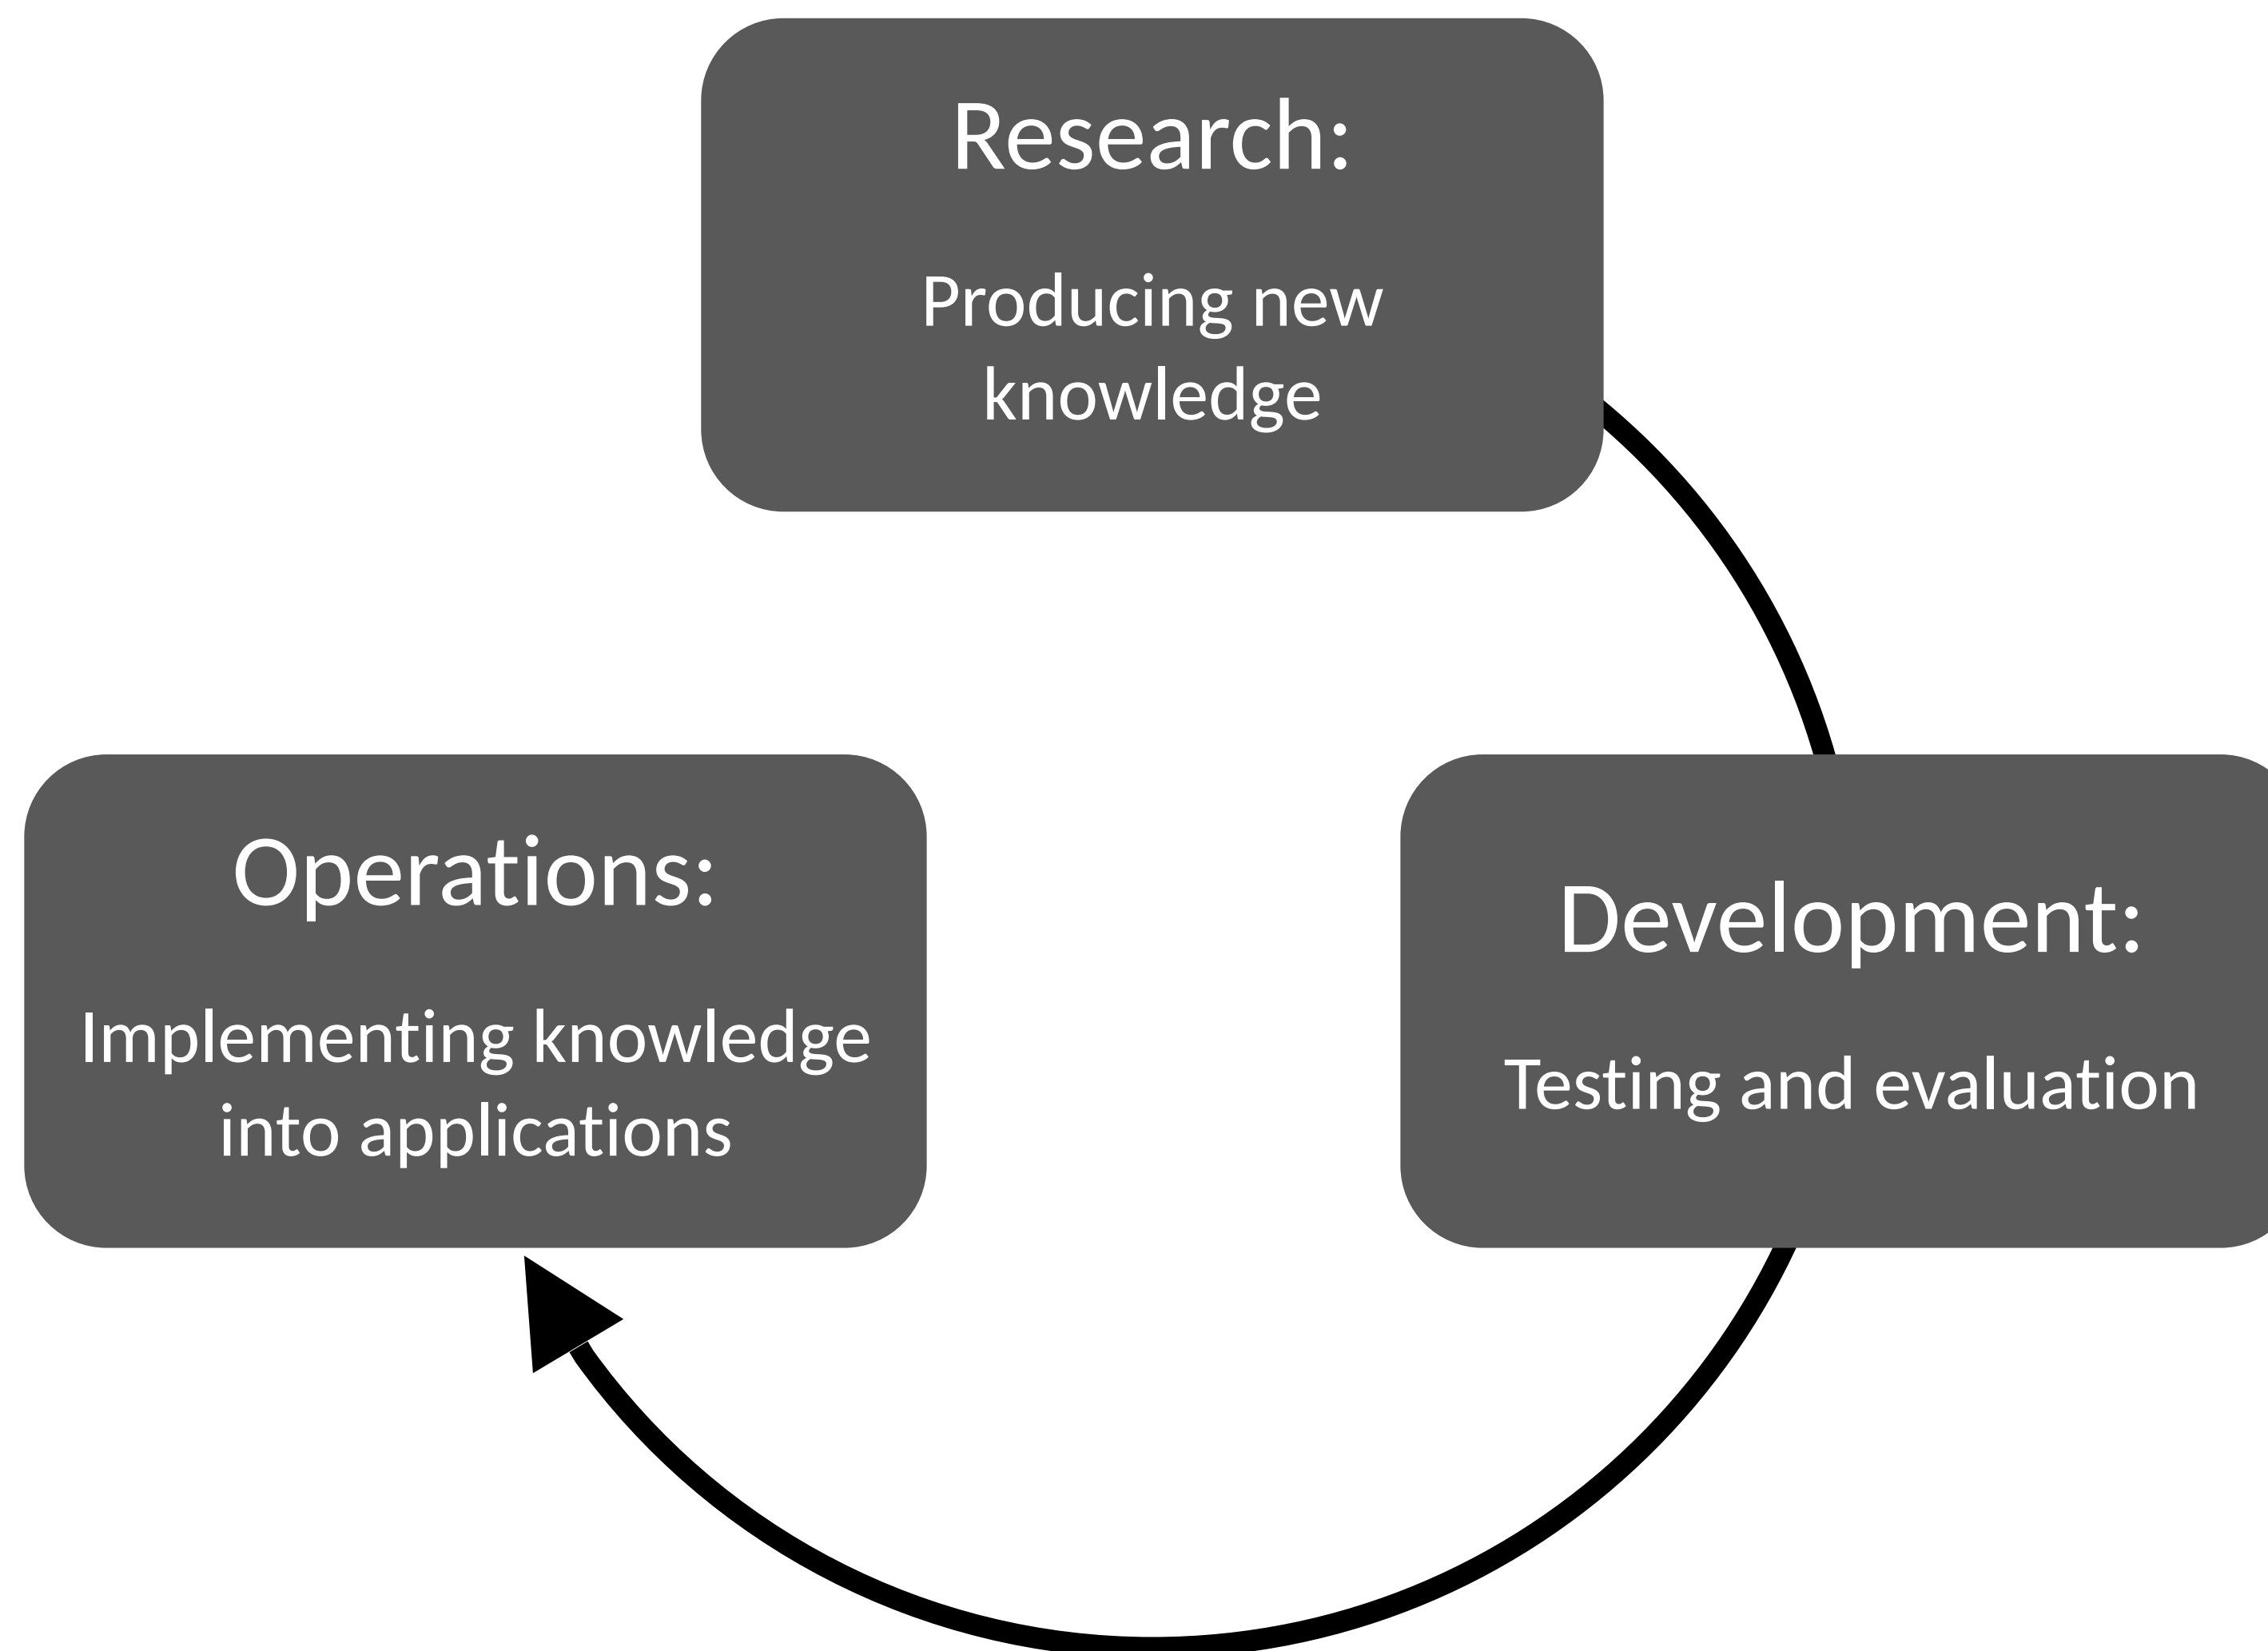 Research:
Producing new
knowledge
Operations:
Implementing knowledge
into applications
Development:
Testing and evaluation